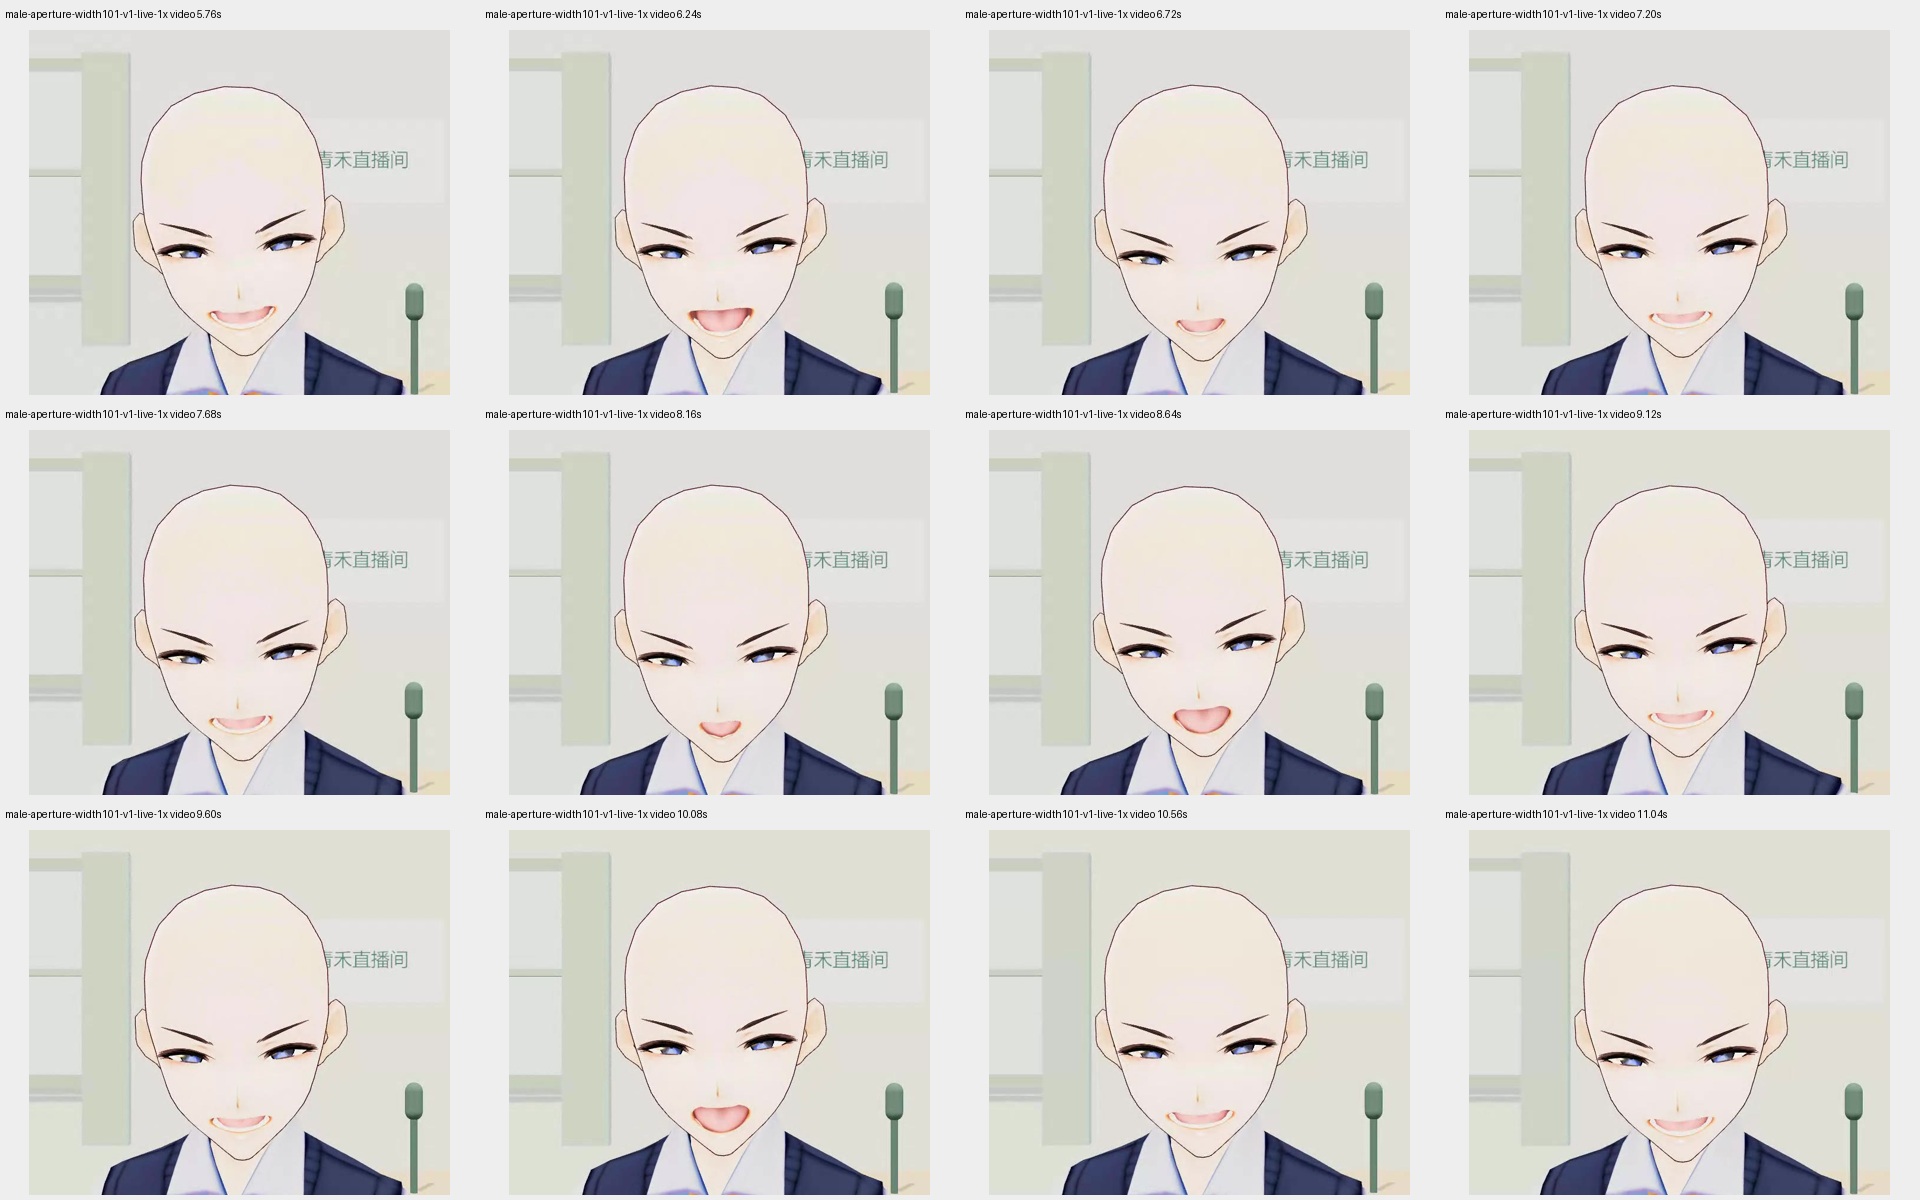 male-aperture-width101-v1-live-1x video 5.76s
male-aperture-width101-v1-live-1x video 6.24s
male-aperture-width101-v1-live-1x video 6.72s
male-aperture-width101-v1-live-1x video 7.20s
青禾直播间
青禾直播间
青禾直播间
青禾直播间
male-aperture-width101-v1-live-1x video 7.68s
male-aperture-width101-v1-live-1x video 8.16s
male-aperture-width101-v1-live-1x video 8.64s
male-aperture-width101-v1-live-1x video 9.12s
青禾直播间
青禾直播间
青禾直播间
青禾直播间
male-aperture-width101-v1-live-1x video 9.60s
male-aperture-width101-v1-live-1x video 10.08s
male-aperture-width101-v1-live-1x video 10.56s
male-aperture-width101-v1-live-1x video 11.04s
青禾直播间
青禾直播间
青禾直播间
青禾直播间